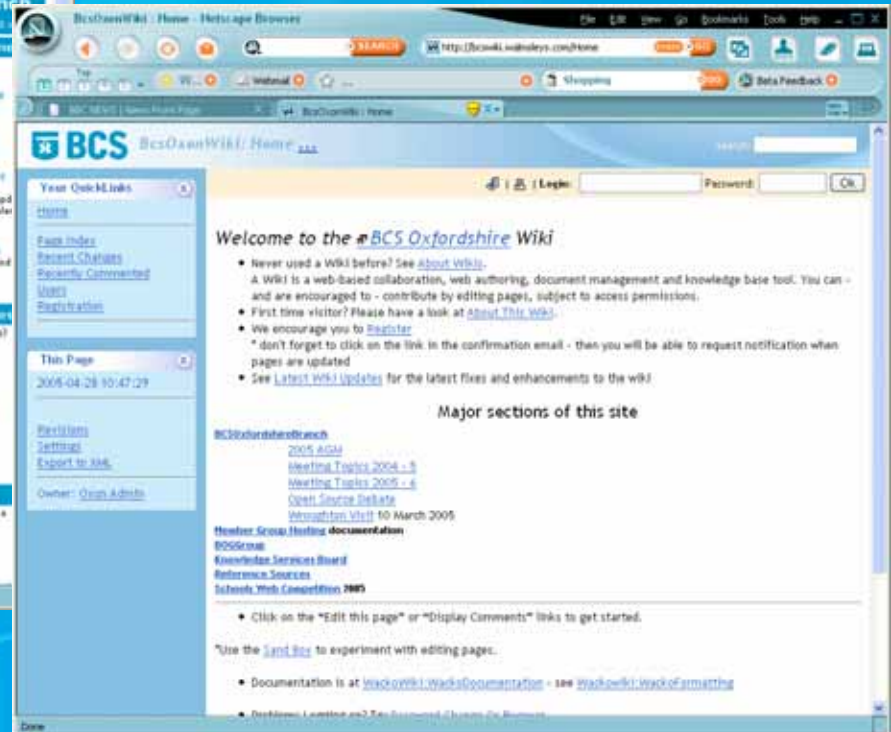 BcsOxonWiki : Home - Netscape Browser
File Edit View Go Bookmarks Tools Help
SEARCH
http://bcswiki.walmsleys.com/Home
Webmail
Shopping
Beta Feedback
BBC NEWS | News Front Page
BcsOxonWiki : Home
BCS BcsOxonWiki: Home ...
Search:
Your QuickLinks
Home
Page Index
Recent Changes
Recently Commented
Users
Registration
This Page
2005-04-28 10:47:29
Revisions
Settings
Export to XML
Owner: Oxon Admin
Login:
Password:
Ok
Welcome to the BCS Oxfordshire Wiki
• Never used a Wiki before? See About Wikis.
A Wiki is a web-based collaboration, web authoring, document management and knowledge base tool. You can -
and are encouraged to - contribute by editing pages, subject to access permissions.
• First time visitor? Please have a look at About This Wiki.
• We encourage you to Register
* don't forget to click on the link in the confirmation email - then you will be able to request notification when
pages are updated
• See Latest Wiki Updates for the latest fixes and enhancements to the wiki
Major sections of this site
BCSOxfordshireBranch
2005 AGM
Meeting Topics 2004 - 5
Meeting Topics 2005 - 6
Open Source Debate
Wroughton Visit 10 March 2005
Member Group Hosting documentation
BOGGroup
Knowledge Services Board
Reference Sources
Schools Web Competition 2005
• Click on the "Edit this page" or "Display Comments" links to get started.
*Use the Sand Box to experiment with editing pages.
• Documentation is at WackoWiki:WackoDocumentation - see Wackowiki:WackoFormatting
Done